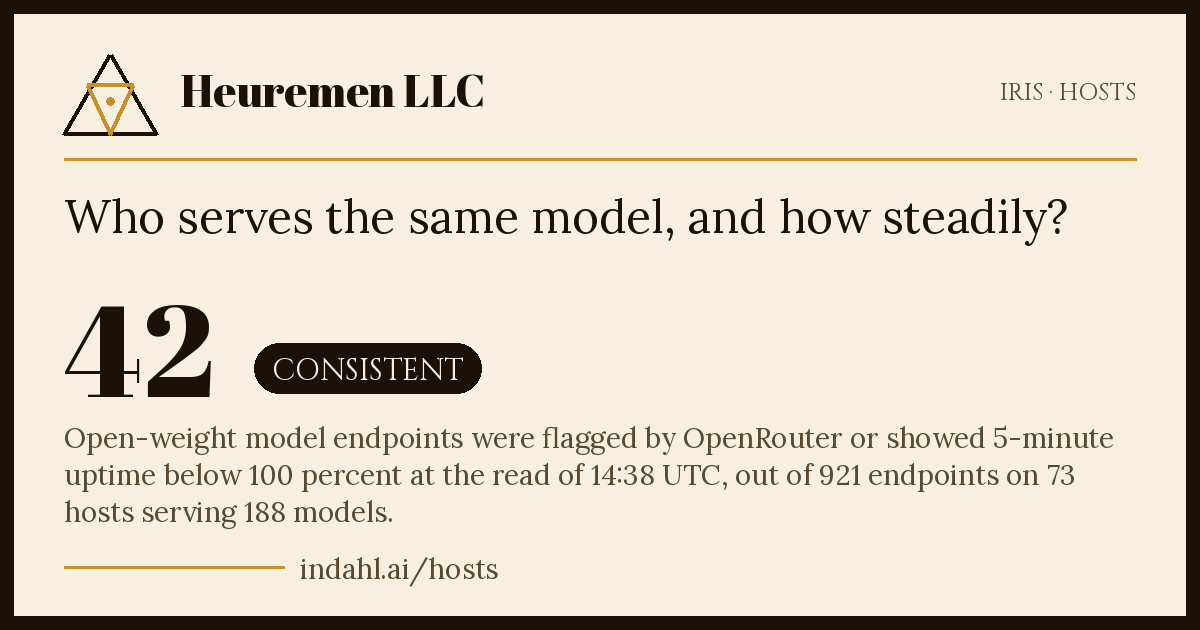 Heuremen LLC
IRIS · HOSTS
Who serves the same model, and how steadily?
42
CONSISTENT
Open-weight model endpoints were flagged by OpenRouter or showed 5-minute
uptime below 100 percent at the read of 14:38 UTC, out of 921 endpoints on 73
hosts serving 188 models.
indahl.ai/hosts